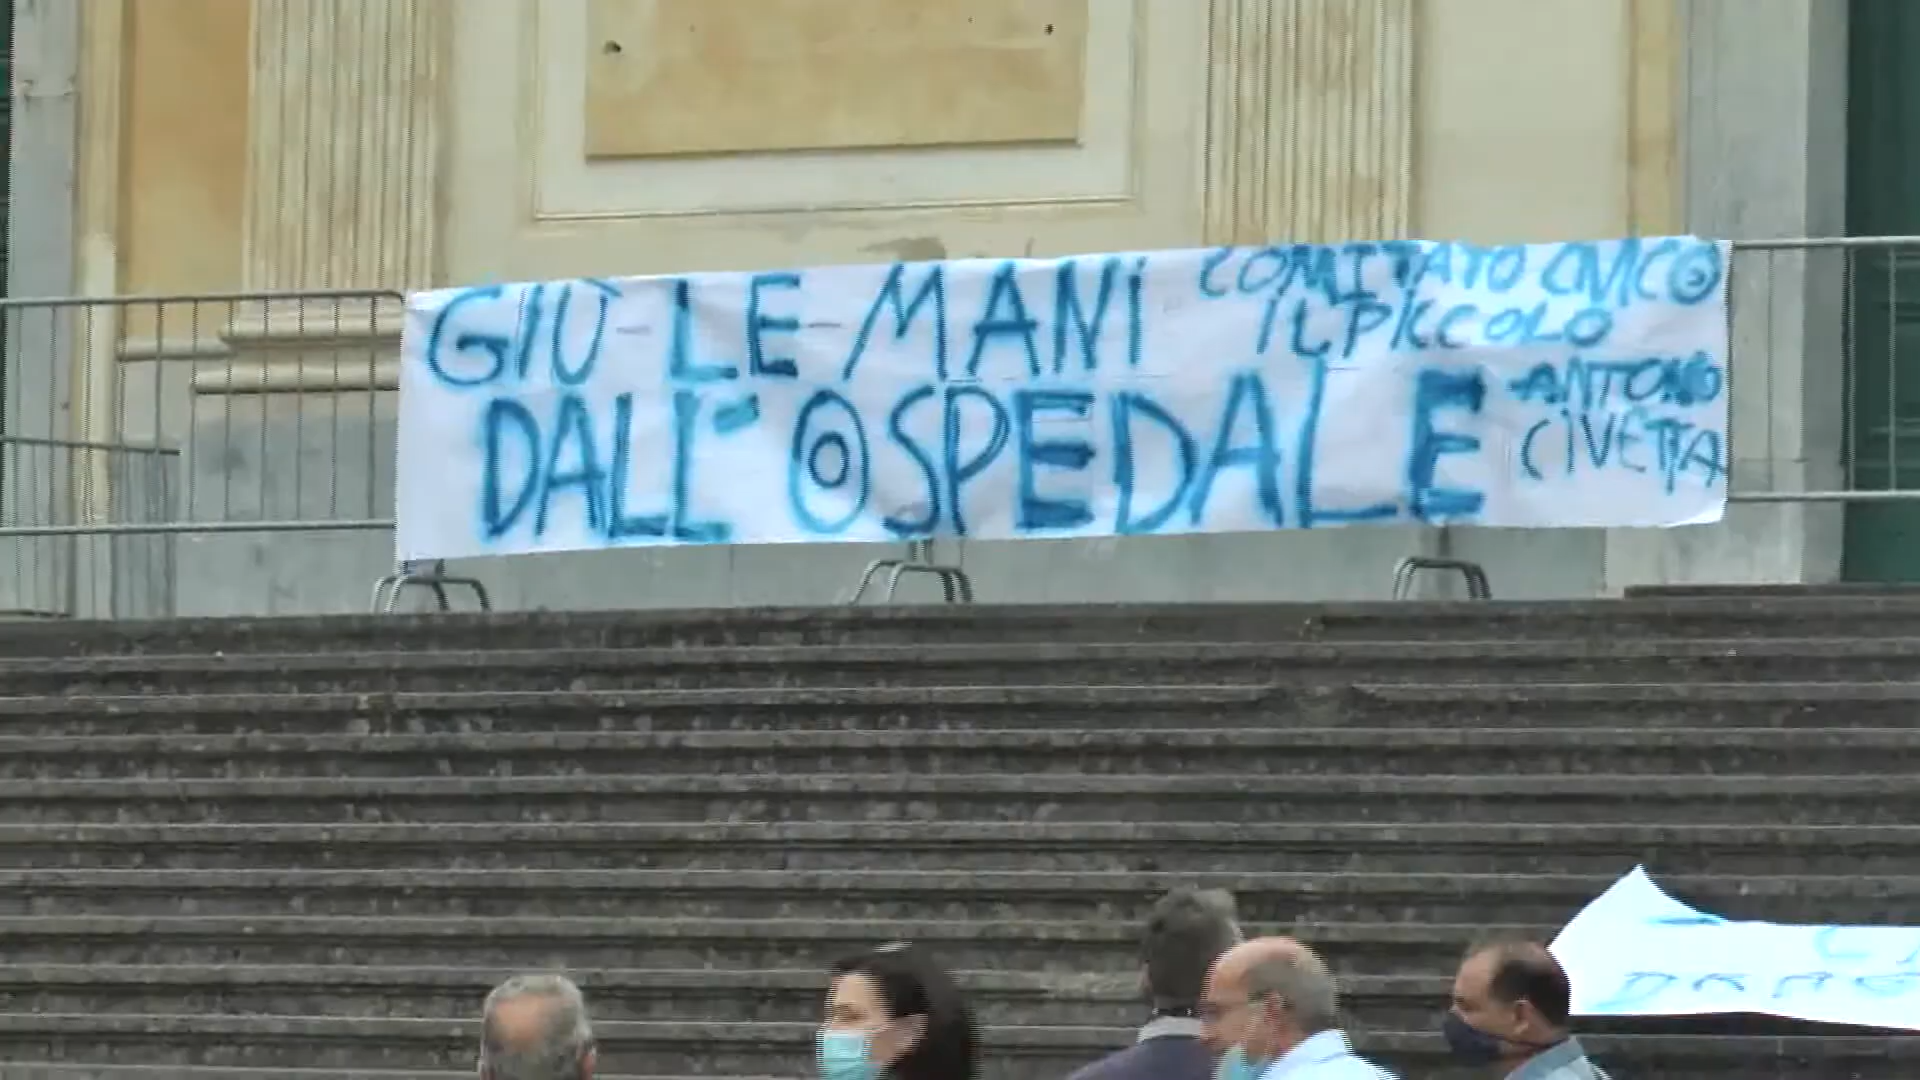 GIÙ LE MANI
DALL' OSPEDALE
COMITATO CIVICO
IL PICCOLO
ANTONIO
CIVETTA